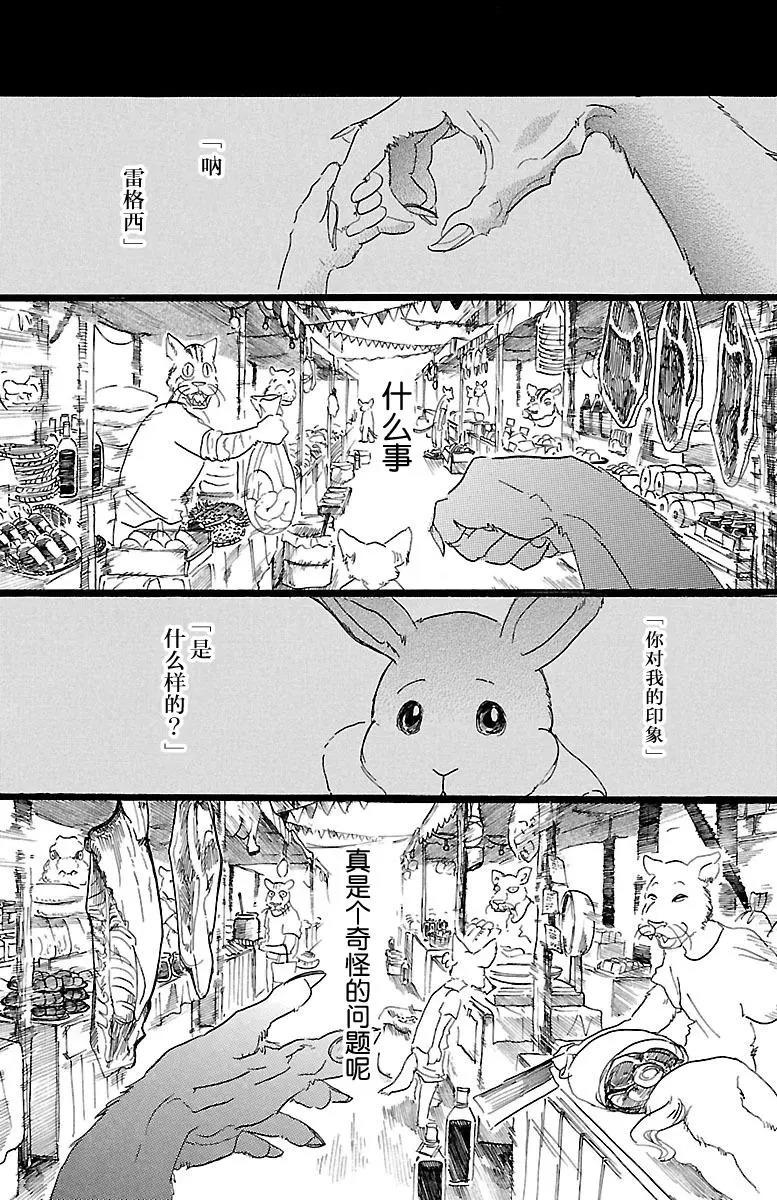 「呐
雷格西」
什么事
「你对我的印象」
「是
什么样的？」
真是个奇怪的问题呢